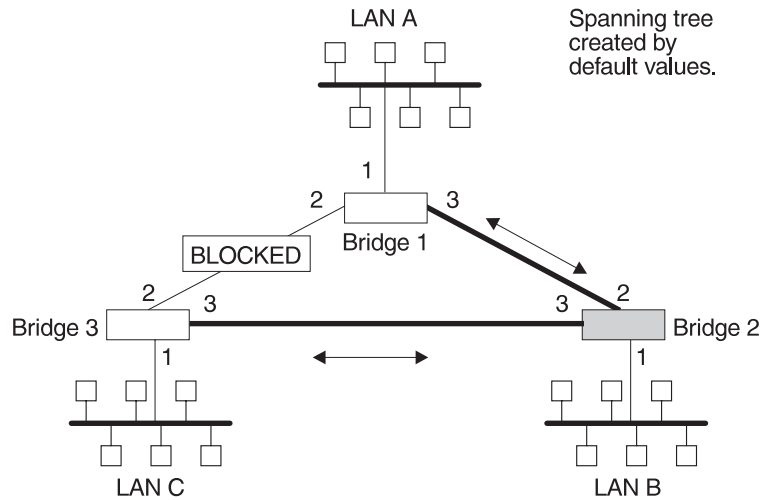 LAN A
Spanning tree
created by
default values.
1
2
3
Bridge 1
BLOCKED
2
3
3
2
Bridge 3
Bridge 2
1
1
LAN C
LAN B